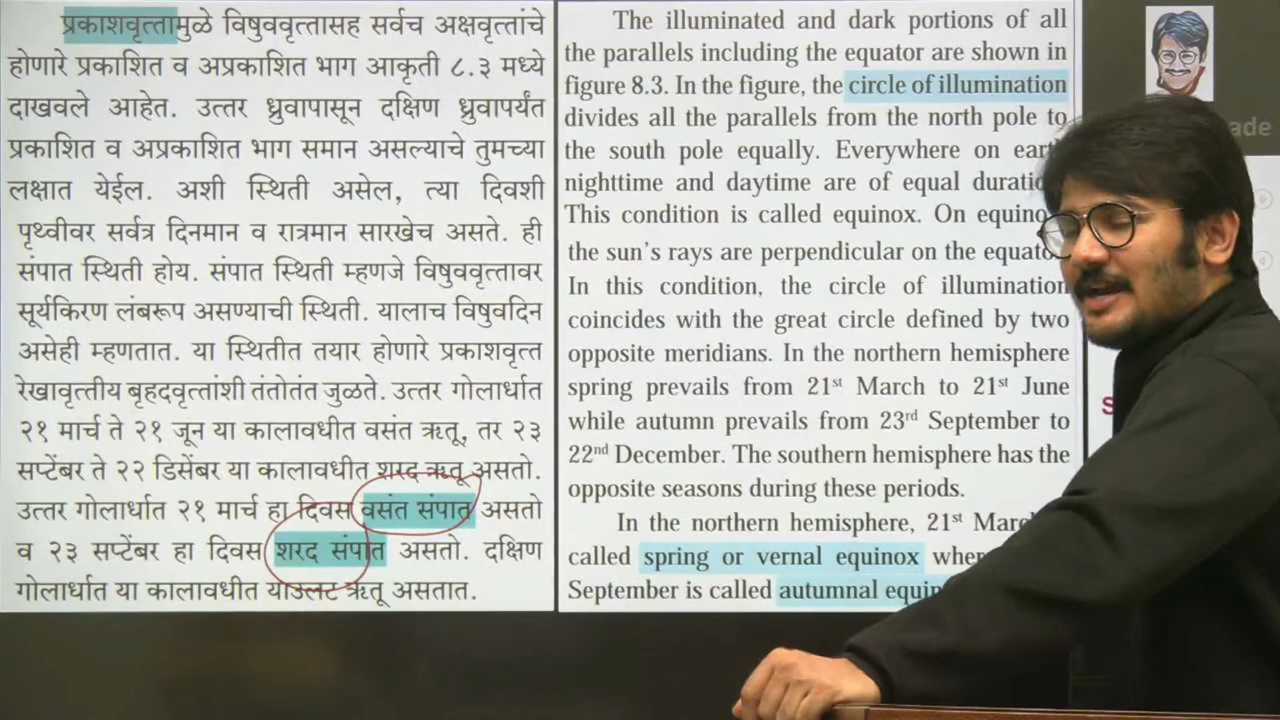 प्रकाशवृत्तामुळे विषुववृत्तासह सर्वच अक्षवृत्तांचे
होणारे प्रकाशित व अप्रकाशित भाग आकृती ८.३ मध्ये
दाखवले आहेत. उत्तर ध्रुवापासून दक्षिण ध्रुवापर्यंत
प्रकाशित व अप्रकाशित भाग समान असल्याचे तुमच्या
लक्षात येईल. अशी स्थिती असेल, त्या दिवशी
पृथ्वीवर सर्वत्र दिनमान व रात्रमान सारखेच असते. ही
संपात स्थिती होय. संपात स्थिती म्हणजे विषुववृत्तावर
सूर्यकिरण लंबरूप असण्याची स्थिती. यालाच विषुवदिन
असेही म्हणतात. या स्थितीत तयार होणारे प्रकाशवृत्त
रेखावृत्तीय बृहदवृत्तांशी तंतोतंत जुळते. उत्तर गोलार्धात
२१ मार्च ते २१ जून या कालावधीत वसंत ऋतू, तर २३
सप्टेंबर ते २२ डिसेंबर या कालावधीत शरद ऋतू असतो.
उत्तर गोलार्धात २१ मार्च हा दिवस वसंत संपात असतो
व २३ सप्टेंबर हा दिवस शरद संपात असतो. दक्षिण
गोलार्धात या कालावधीत याउलट ऋतू असतात.
The illuminated and dark portions of all
the parallels including the equator are shown in
figure 8.3. In the figure, the circle of illumination
divides all the parallels from the north pole to
the south pole equally. Everywhere on
nighttime and daytime are of equal
This condition is called equinox. On
the sun's rays are perpendicular on the
In this condition, the circle of illumination
coincides with the great circle defined by two
opposite meridians. In the northern hemisphere
spring prevails from 21st March to 21st June
while autumn prevails from 23rd September to
22nd December. The southern hemisphere has the
opposite seasons during these periods.
In the northern hemisphere, 21st
called spring or vernal equinox
September is called autumnal